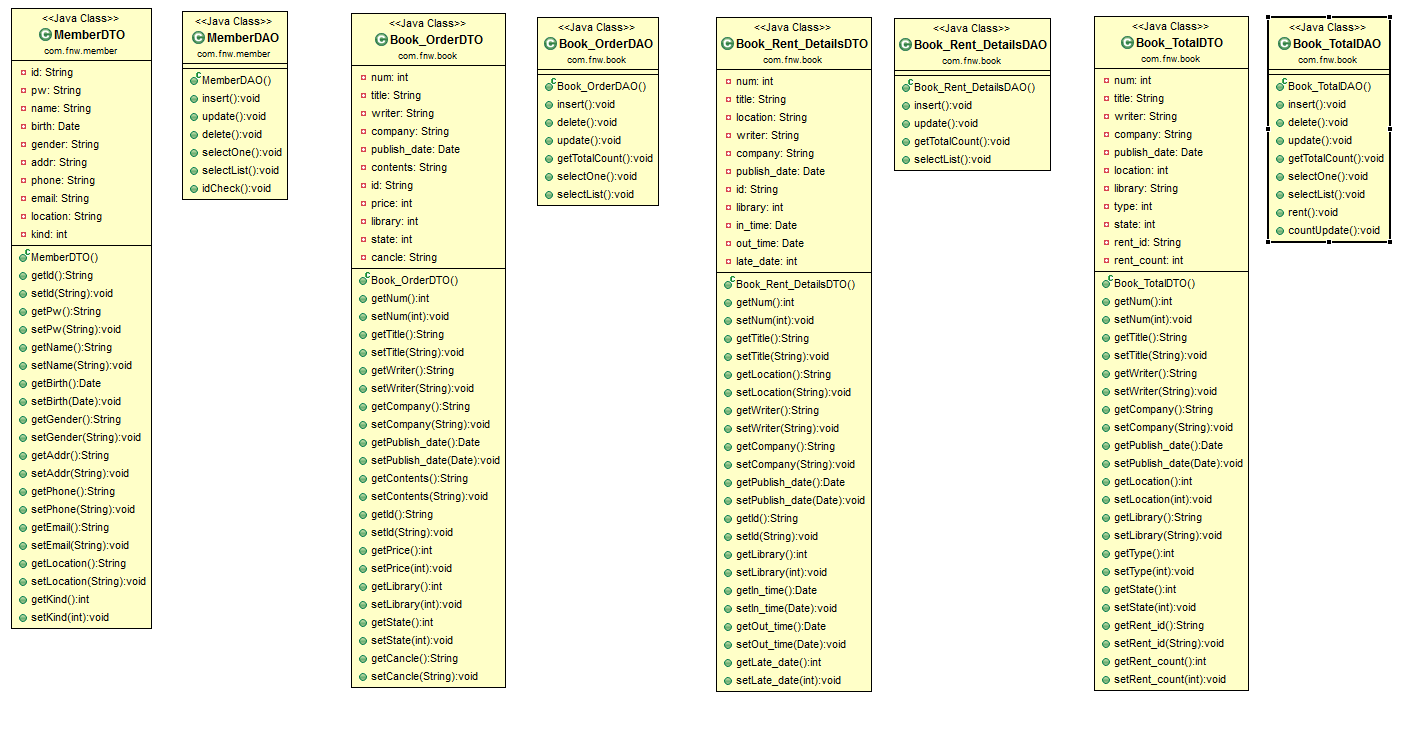 <<Java Class>>
MemberDTO
com.fnw.member
id: String
pw: String
name: String
birth: Date
gender: String
addr: String
phone: String
email: String
location: String
kind: int
MemberDTO()
getId():String
setId(String):void
getPw():String
setPw(String):void
getName():String
setName(String):void
getBirth():Date
setBirth(Date):void
getGender():String
setGender(String):void
getAddr():String
setAddr(String):void
getPhone():String
setPhone(String):void
getEmail():String
setEmail(String):void
getLocation():String
setLocation(String):void
getKind():int
setKind(int):void
<<Java Class>>
MemberDAO
com.fnw.member
MemberDAO()
insert():void
update():void
delete():void
selectOne():void
selectList():void
idCheck():void
<<Java Class>>
Book_OrderDTO
com.fnw.book
num: int
title: String
writer: String
company: String
publish_date: Date
contents: String
id: String
price: int
library: int
state: int
cancle: String
Book_OrderDTO()
getNum():int
setNum(int):void
getTitle():String
setTitle(String):void
getWriter():String
setWriter(String):void
getCompany():String
setCompany(String):void
getPublish_date():Date
setPublish_date(Date):void
getContents():String
setContents(String):void
getId():String
setId(String):void
getPrice():int
setPrice(int):void
getLibrary():int
setLibrary(int):void
getState():int
setState(int):void
getCancle():String
setCancle(String):void
<<Java Class>>
Book_OrderDAO
com.fnw.book
Book_OrderDAO()
insert():void
delete():void
update():void
getTotalCount():void
selectOne():void
selectList():void
<<Java Class>>
Book_Rent_DetailsDTO
com.fnw.book
num: int
title: String
location: String
writer: String
company: String
publish_date: Date
id: String
library: int
in_time: Date
out_time: Date
late_date: int
Book_Rent_DetailsDTO()
getNum():int
setNum(int):void
getTitle():String
setTitle(String):void
getLocation():String
setLocation(String):void
getWriter():String
setWriter(String):void
getCompany():String
setCompany(String):void
getPublish_date():Date
setPublish_date(Date):void
getId():String
setId(String):void
getLibrary():int
setLibrary(int):void
getIn_time():Date
setIn_time(Date):void
getOut_time():Date
setOut_time(Date):void
getLate_date():int
setLate_date(int):void
<<Java Class>>
Book_Rent_DetailsDAO
com.fnw.book
Book_Rent_DetailsDAO()
insert():void
update():void
getTotalCount():void
selectList():void
<<Java Class>>
Book_TotalDTO
com.fnw.book
num: int
title: String
writer: String
company: String
publish_date: Date
location: int
library: String
type: int
state: int
rent_id: String
rent_count: int
Book_TotalDTO()
getNum():int
setNum(int):void
getTitle():String
setTitle(String):void
getWriter():String
setWriter(String):void
getCompany():String
setCompany(String):void
getPublish_date():Date
setPublish_date(Date):void
getLocation():int
setLocation(int):void
getLibrary():String
setLibrary(String):void
getType():int
setType(int):void
getState():int
setState(int):void
getRent_id():String
setRent_id(String):void
getRent_count():int
setRent_count(int):void
<<Java Class>>
Book_TotalDAO
com.fnw.book
Book_TotalDAO()
insert():void
delete():void
update():void
getTotalCount():void
selectOne():void
selectList():void
rent():void
countUpdate():void